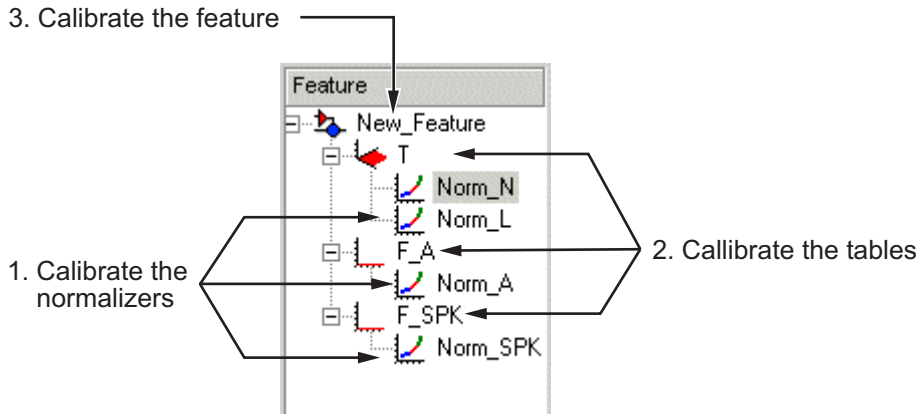 3. Calibrate the feature
Feature
New_Feature
T
Norm_N
Norm_L
F_A
Norm_A
F_SPK
Norm_SPK
1. Calibrate the
normalizers
2. Callibrate the tables